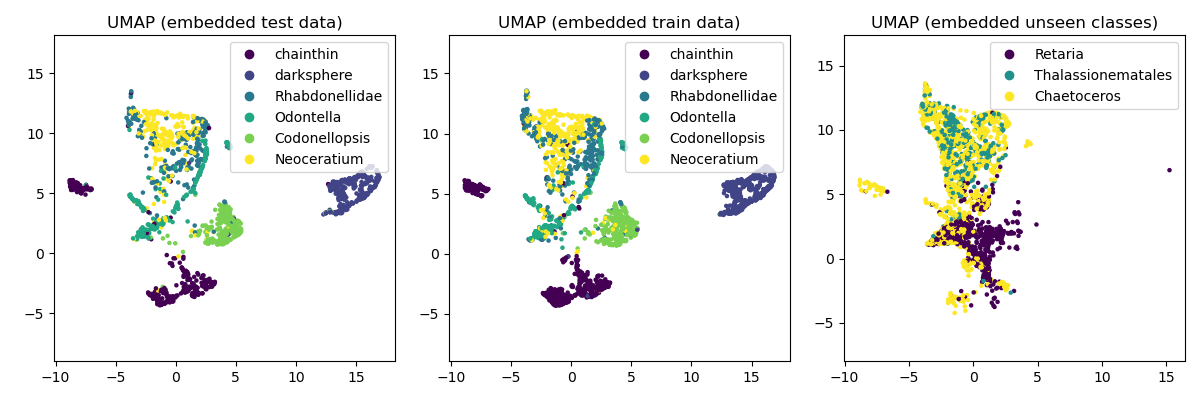 UMAP (embedded test data)
chainthin
darksphere
Rhabdonellidae
Odontella
Codonellopsis
Neoceratium
15
10
5
0
−5
−10
−5
0
5
10
15
UMAP (embedded train data)
chainthin
darksphere
Rhabdonellidae
Odontella
Codonellopsis
Neoceratium
15
10
5
0
−5
−10
−5
0
5
10
15
UMAP (embedded unseen classes)
Retaria
Thalassionematales
Chaetoceros
15
10
5
0
−5
−10
−5
0
5
10
15